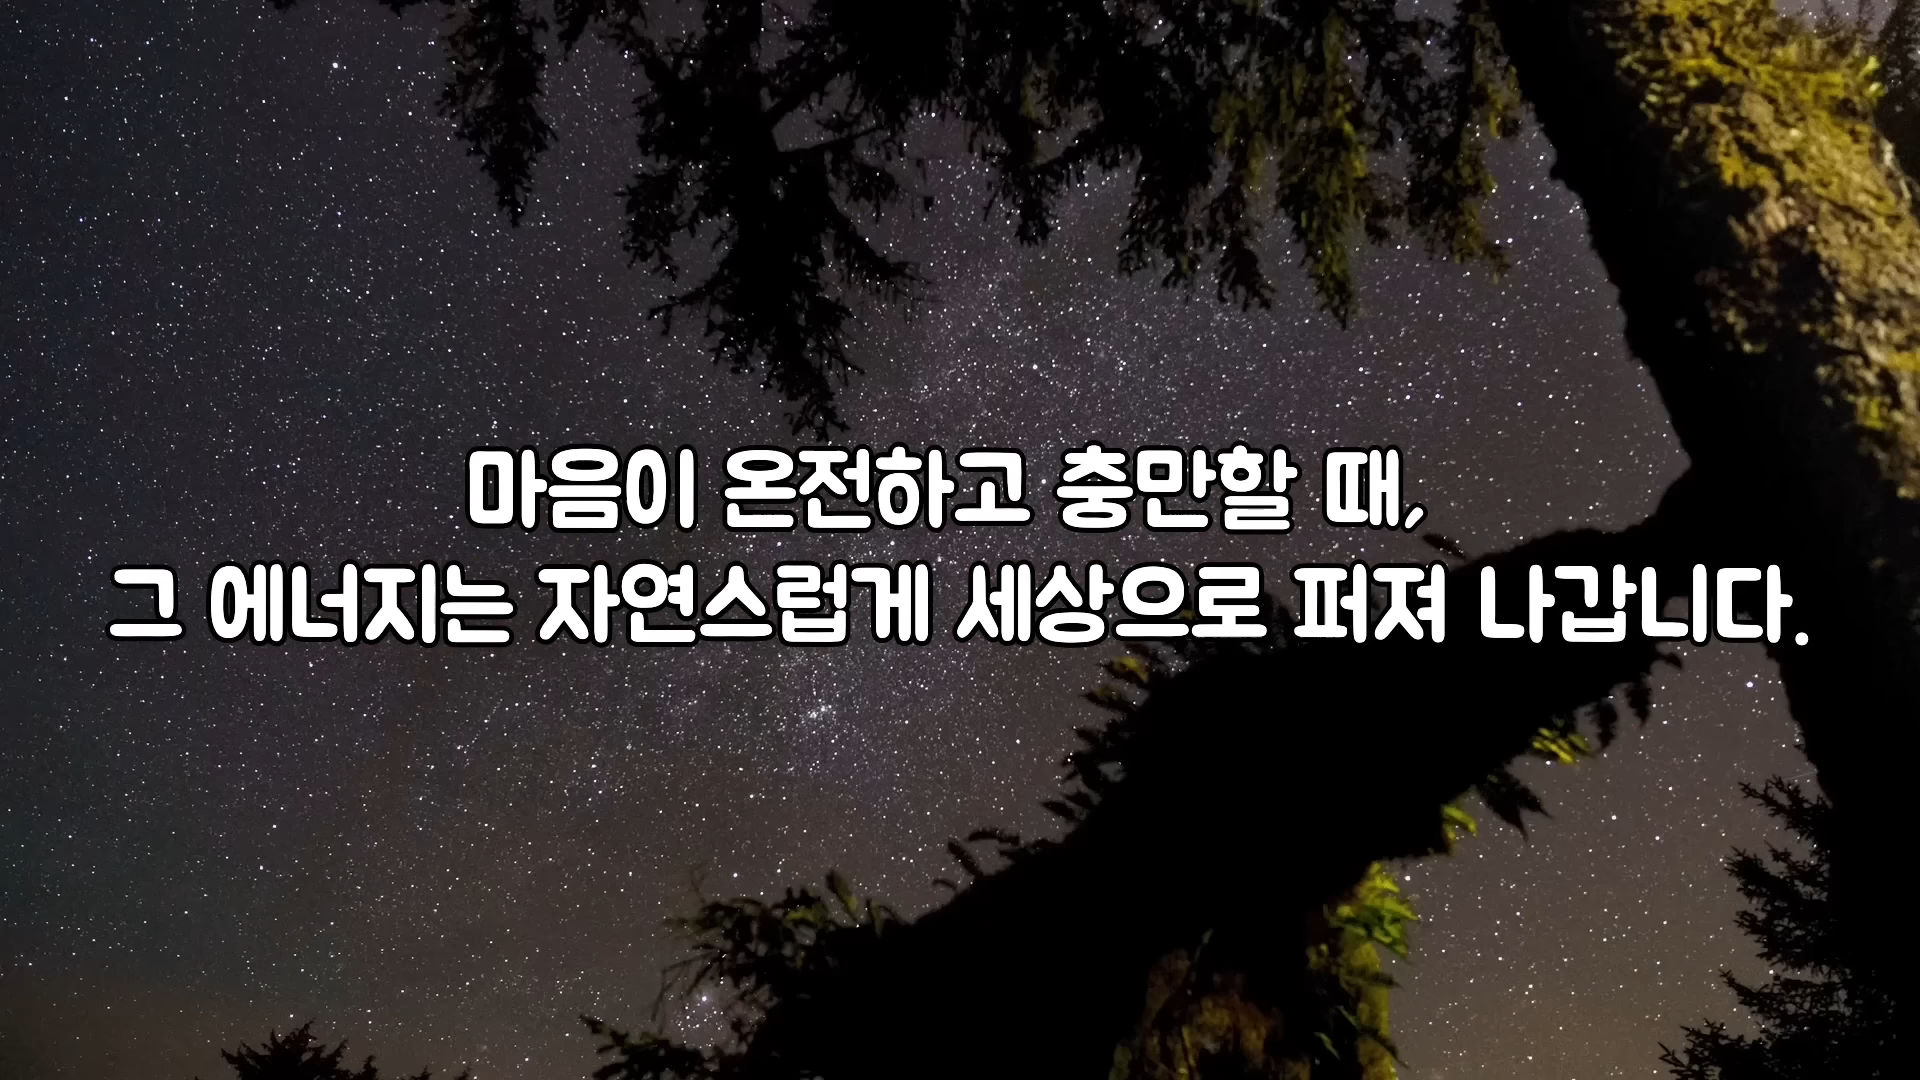 마음이 온전하고 충만할 때,
그 에너지는 자연스럽게 세상으로 퍼져 나갑니다.